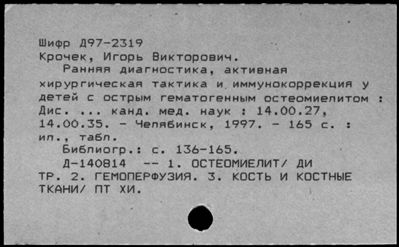 Шифр Д97-2319
Крочек, Игорь Викторович.
Ранняя диагностика, активная
хирургическая тактика и иммунокоррекция у
детей с острым гематогенным остеомиелитом :
Дис. ... канд. мед. наук : 14.00.27,
14.00.35. - Челябинск, 1997. - 165 с. :
ил., табл.
Библиогр.: с. 136-165.
Д-140814 -- 1. ОСТЕОМИЕЛИТ/ ДИ
ТР. 2. ГЕМОПЕРФУЗИЯ. 3. КОСТЬ И КОСТНЫЕ
ТКАНИ/ ПТ ХИ.